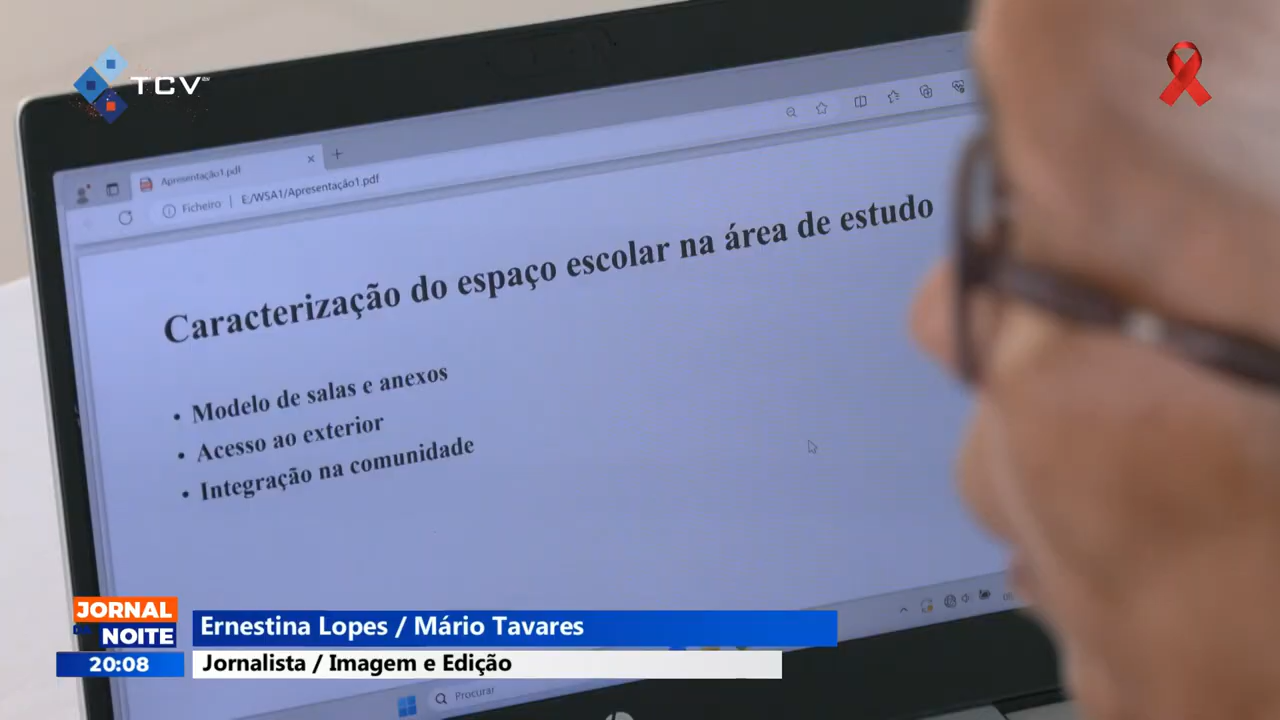 TCV
Apresentação1.pdf
Ficheiro | E:/WSA1/Apresentação1.pdf
Caracterização do espaço escolar na área de estudo
• Modelo de salas e anexos
• Acesso ao exterior
• Integração na comunidade
JORNAL
NOITE
20:08
Ernestina Lopes / Mário Tavares
Jornalista / Imagem e Edição
Procurar